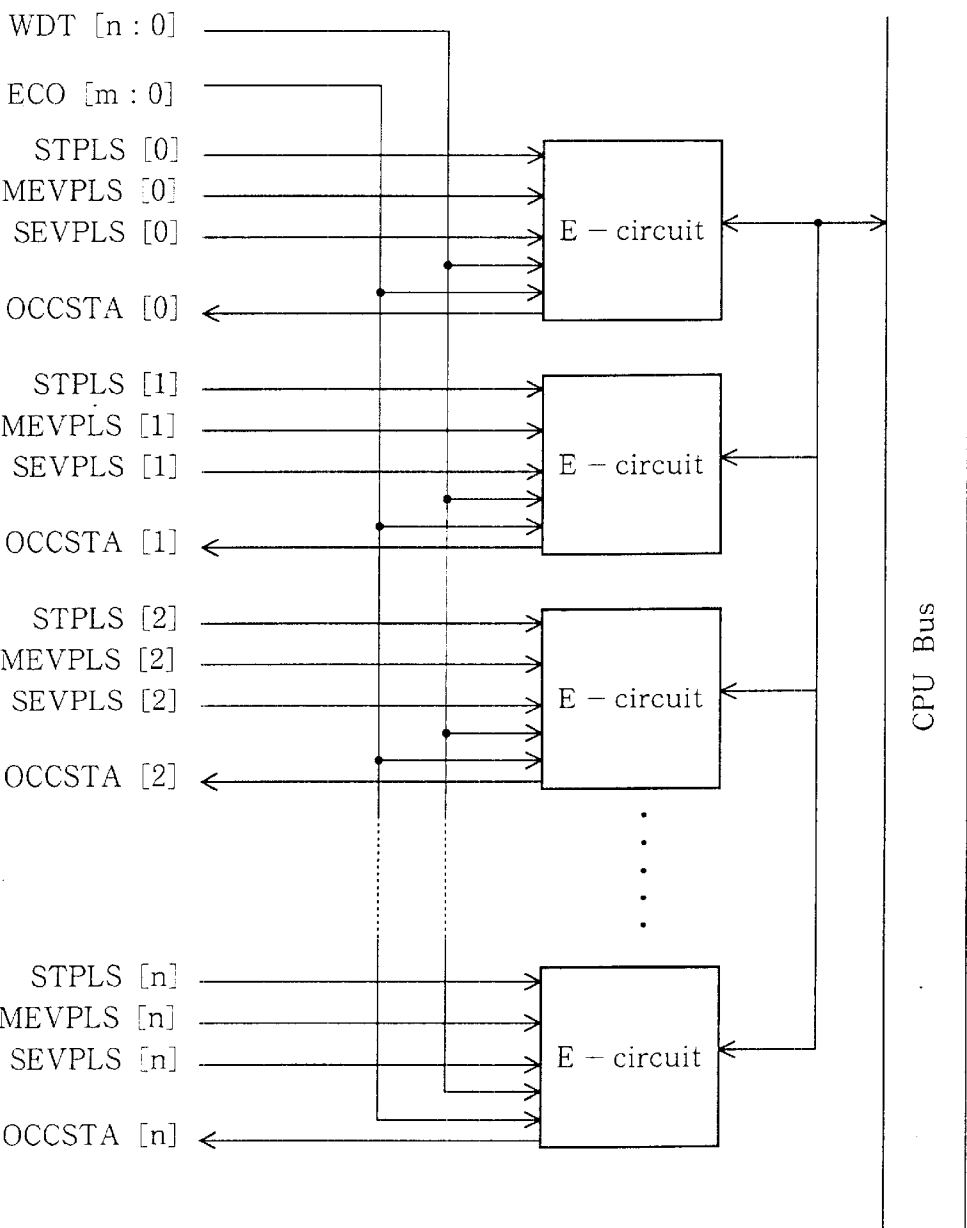 WDT [n : 0]
ECO [m : 0]
STPLS [0]
MEVPLS [0]
SEVPLS [0]
E - circuit
OCCSTA [0]
STPLS [1]
MEVPLS [1]
SEVPLS [1]
E - circuit
OCCSTA [1]
STPLS [2]
MEVPLS [2]
SEVPLS [2]
E - circuit
OCCSTA [2]
CPU Bus
STPLS [n]
MEVPLS [n]
SEVPLS [n]
E - circuit
OCCSTA [n]